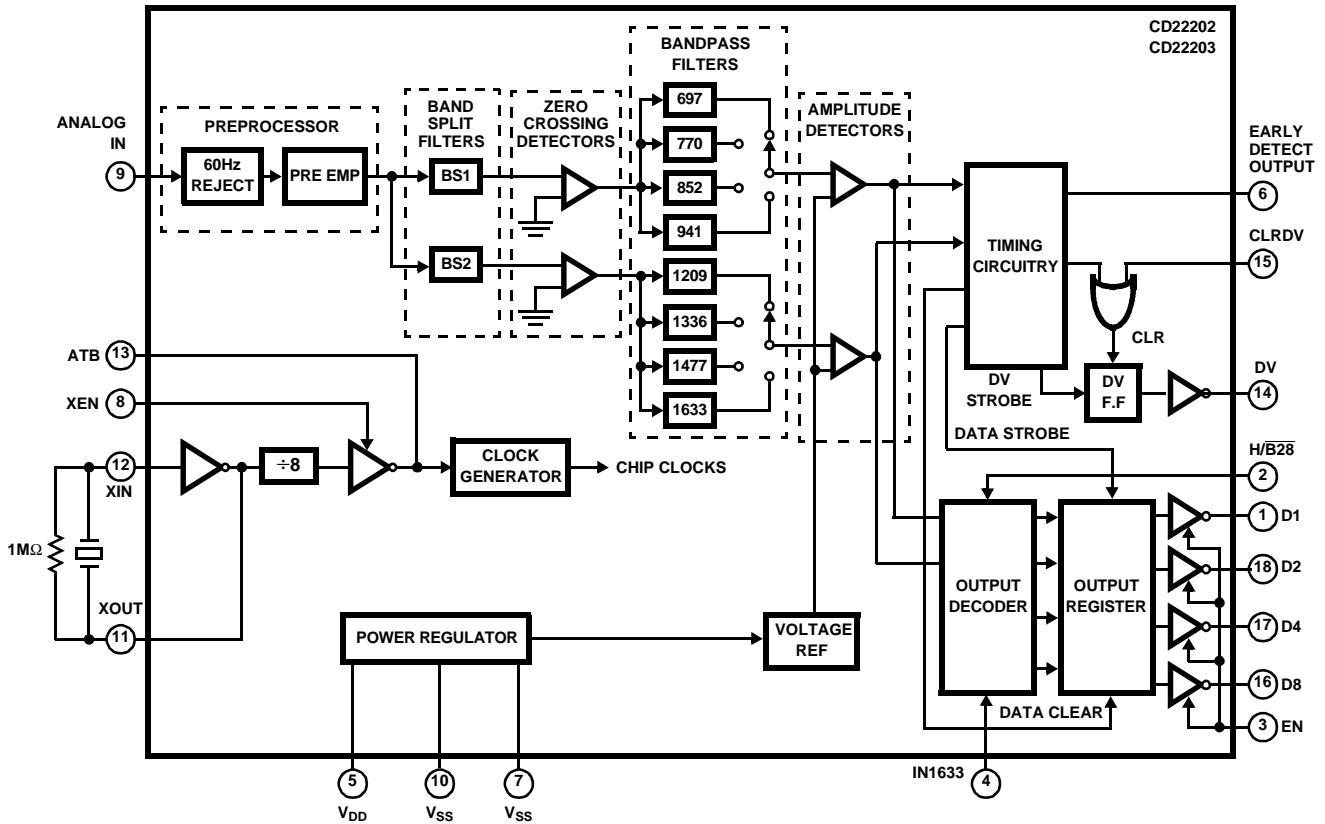 CD22202
CD22203
BANDPASS
FILTERS
697
770
852
941
1209
1336
1477
1633
ANALOG
IN
9
PREPROCESSOR
60Hz
REJECT
PRE EMP
BAND
SPLIT
FILTERS
BS1
BS2
ZERO
CROSSING
DETECTORS
AMPLITUDE
DETECTORS
TIMING
CIRCUITRY
EARLY
DETECT
OUTPUT
6
CLRDV
15
CLR
DV
STROBE
DV
F.F
DV
14
DATA STROBE
H/B28
2
ATB
13
XEN
8
12
XIN
÷8
CLOCK
GENERATOR
CHIP CLOCKS
1MΩ
XOUT
11
POWER REGULATOR
VOLTAGE
REF
OUTPUT
DECODER
OUTPUT
REGISTER
1 D1
18 D2
17 D4
16 D8
3 EN
DATA CLEAR
IN1633
4
5
VDD
10
VSS
7
VSS